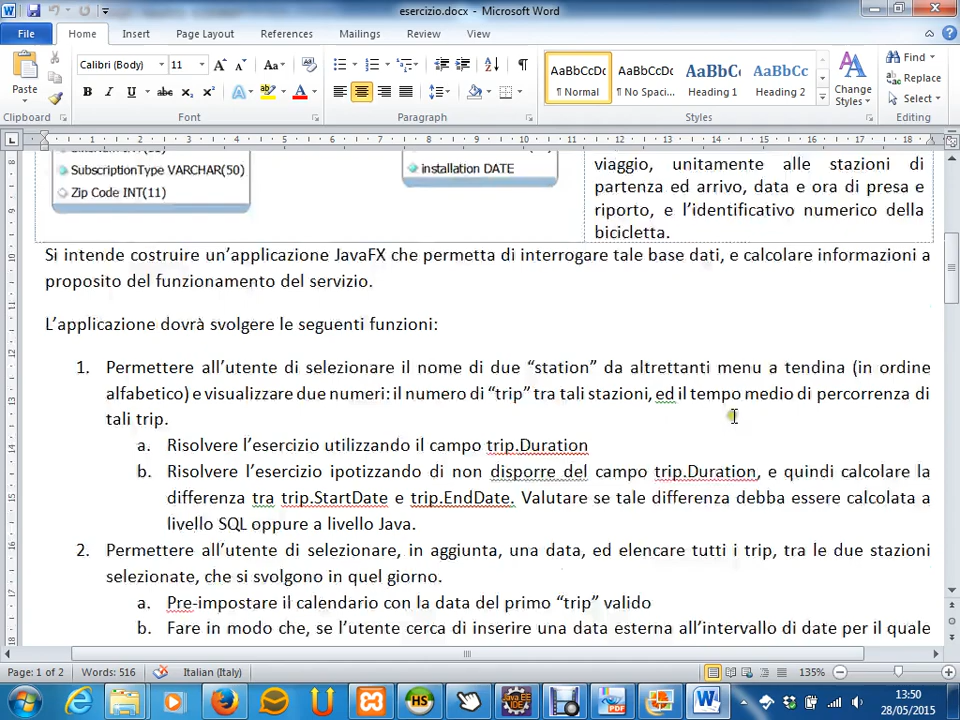 esercizio.docx - Microsoft Word
File Home Insert Page Layout References Mailings Review View
Calibri (Body) 11
Paste
Clipboard Font Paragraph Styles Editing
AaBbCcDc AaBbCcDc AaBbC AaBbCc
¶ Normal ¶ No Spaci... Heading 1 Heading 2
Change Styles
Find
Replace
Select
SubscriptionType VARCHAR(50)
Zip Code INT(11)
installation DATE
viaggio, unitamente alle stazioni di
partenza ed arrivo, data e ora di presa e
riporto, e l’identificativo numerico della
bicicletta.
Si intende costruire un’applicazione JavaFX che permetta di interrogare tale base dati, e calcolare informazioni a
proposito del funzionamento del servizio.
L’applicazione dovrà svolgere le seguenti funzioni:
1. Permettere all’utente di selezionare il nome di due “station” da altrettanti menu a tendina (in ordine
alfabetico) e visualizzare due numeri: il numero di “trip” tra tali stazioni, ed il tempo medio di percorrenza di
tali trip.
a. Risolvere l’esercizio utilizzando il campo trip.Duration
b. Risolvere l’esercizio ipotizzando di non disporre del campo trip.Duration, e quindi calcolare la
differenza tra trip.StartDate e trip.EndDate. Valutare se tale differenza debba essere calcolata a
livello SQL oppure a livello Java.
2. Permettere all’utente di selezionare, in aggiunta, una data, ed elencare tutti i trip, tra le due stazioni
selezionate, che si svolgono in quel giorno.
a. Pre-impostare il calendario con la data del primo “trip” valido
b. Fare in modo che, se l’utente cerca di inserire una data esterna all’intervallo di date per il quale
Page: 1 of 2 Words: 516 Italian (Italy) 135%
13:50
28/05/2015